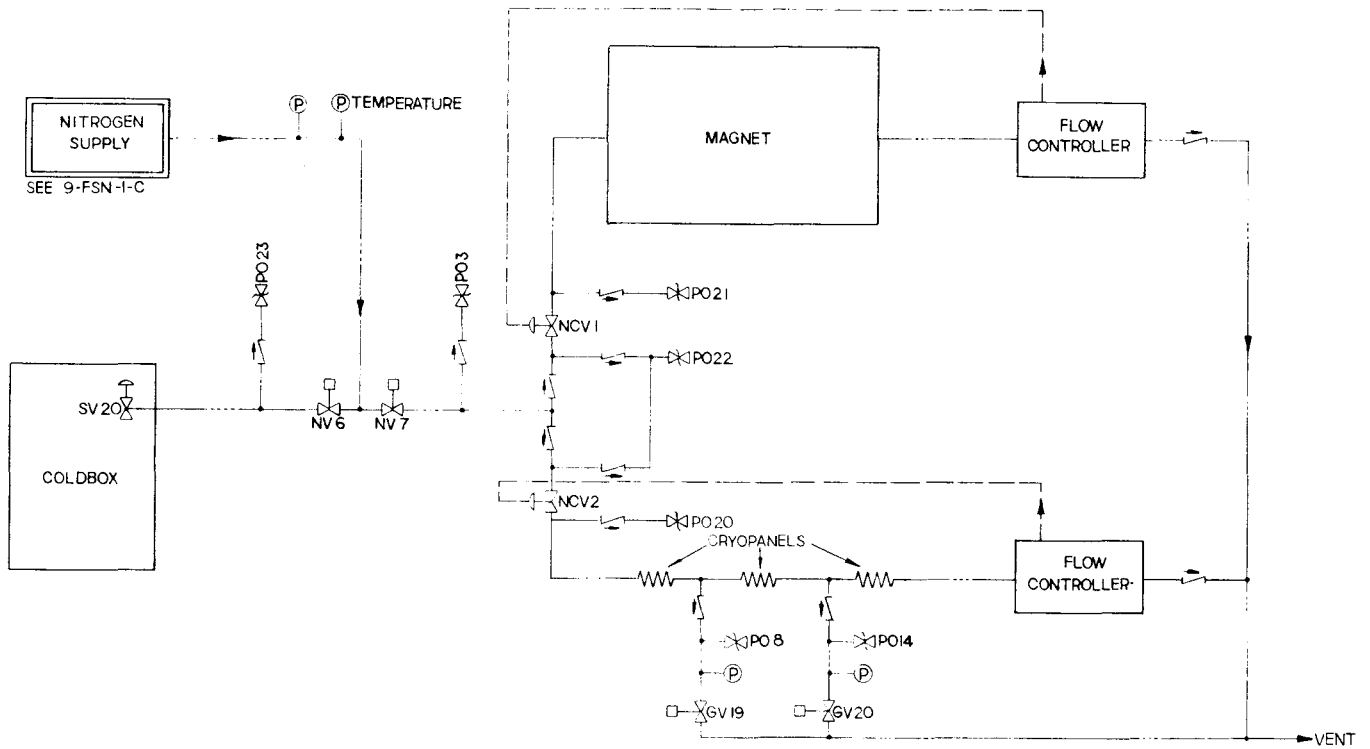 NITROGEN
SUPPLY
SEE 9-FSN-1-C
P
P TEMPERATURE
MAGNET
FLOW
CONTROLLER
PO23
PO3
PO21
NCV1
PO22
SV20
NV6
NV7
COLDBOX
NCV2
PO20
CRYOPANELS
FLOW
CONTROLLER
PO8
PO14
P
P
GV19
GV20
VENT